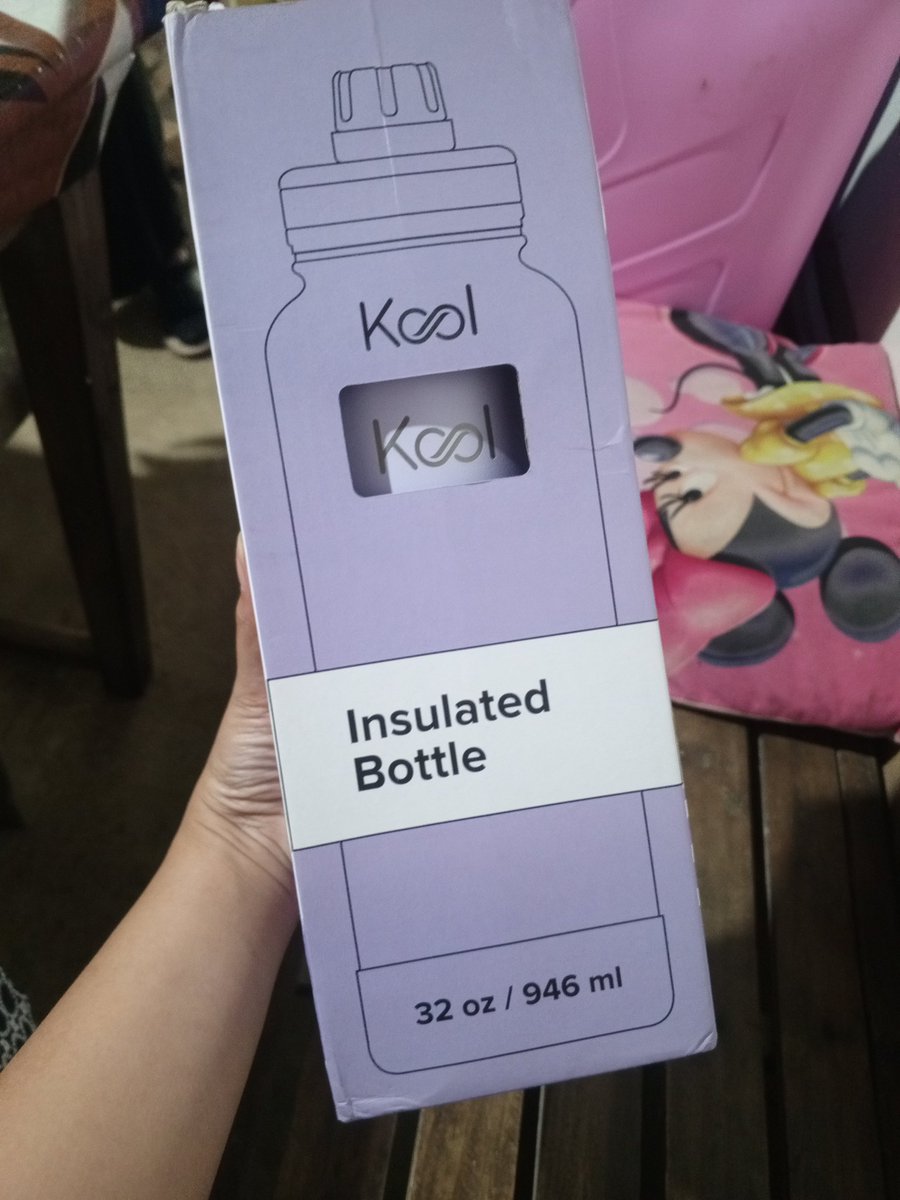 Kool
Kool
Insulated
Bottle
32 oz / 946 ml